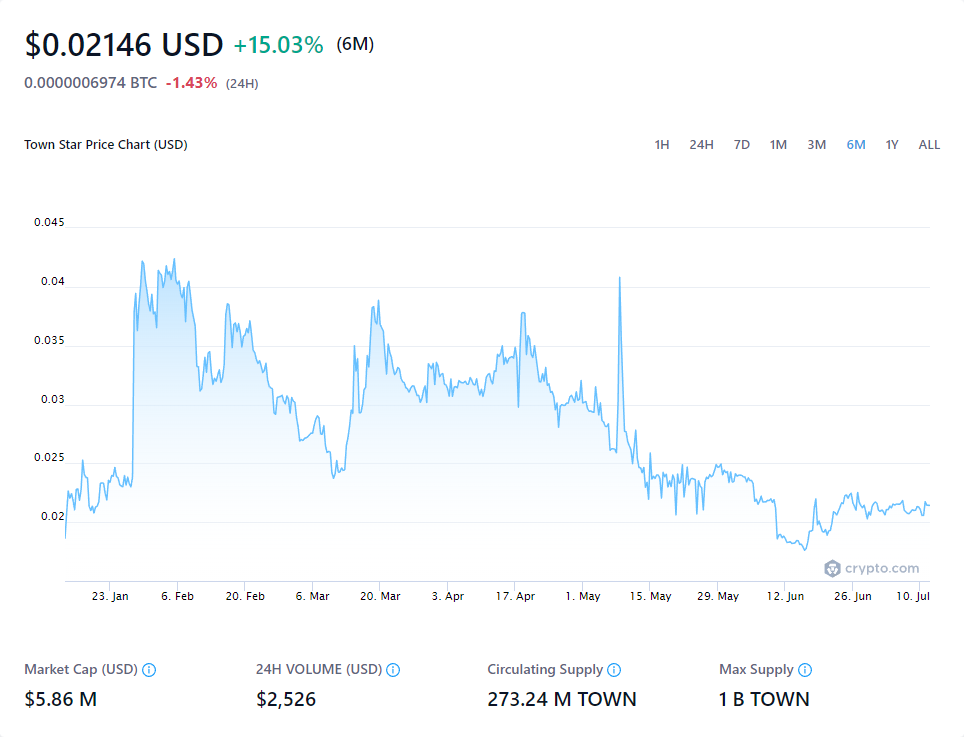 $0.02146 USD +15.03% (6M)
0.0000006974 BTC -1.43% (24H)
Town Star Price Chart (USD)
1H 24H 7D 1M 3M 6M 1Y ALL
0.045
0.04
0.035
0.03
0.025
0.02
crypto.com
23. Jan 6. Feb 20. Feb 6. Mar 20. Mar 3. Apr 17. Apr 1. May 15. May 29. May 12. Jun 26. Jun 10. Jul
Market Cap (USD) 24H VOLUME (USD) Circulating Supply Max Supply
$5.86 M $2,526 273.24 M TOWN 1 B TOWN